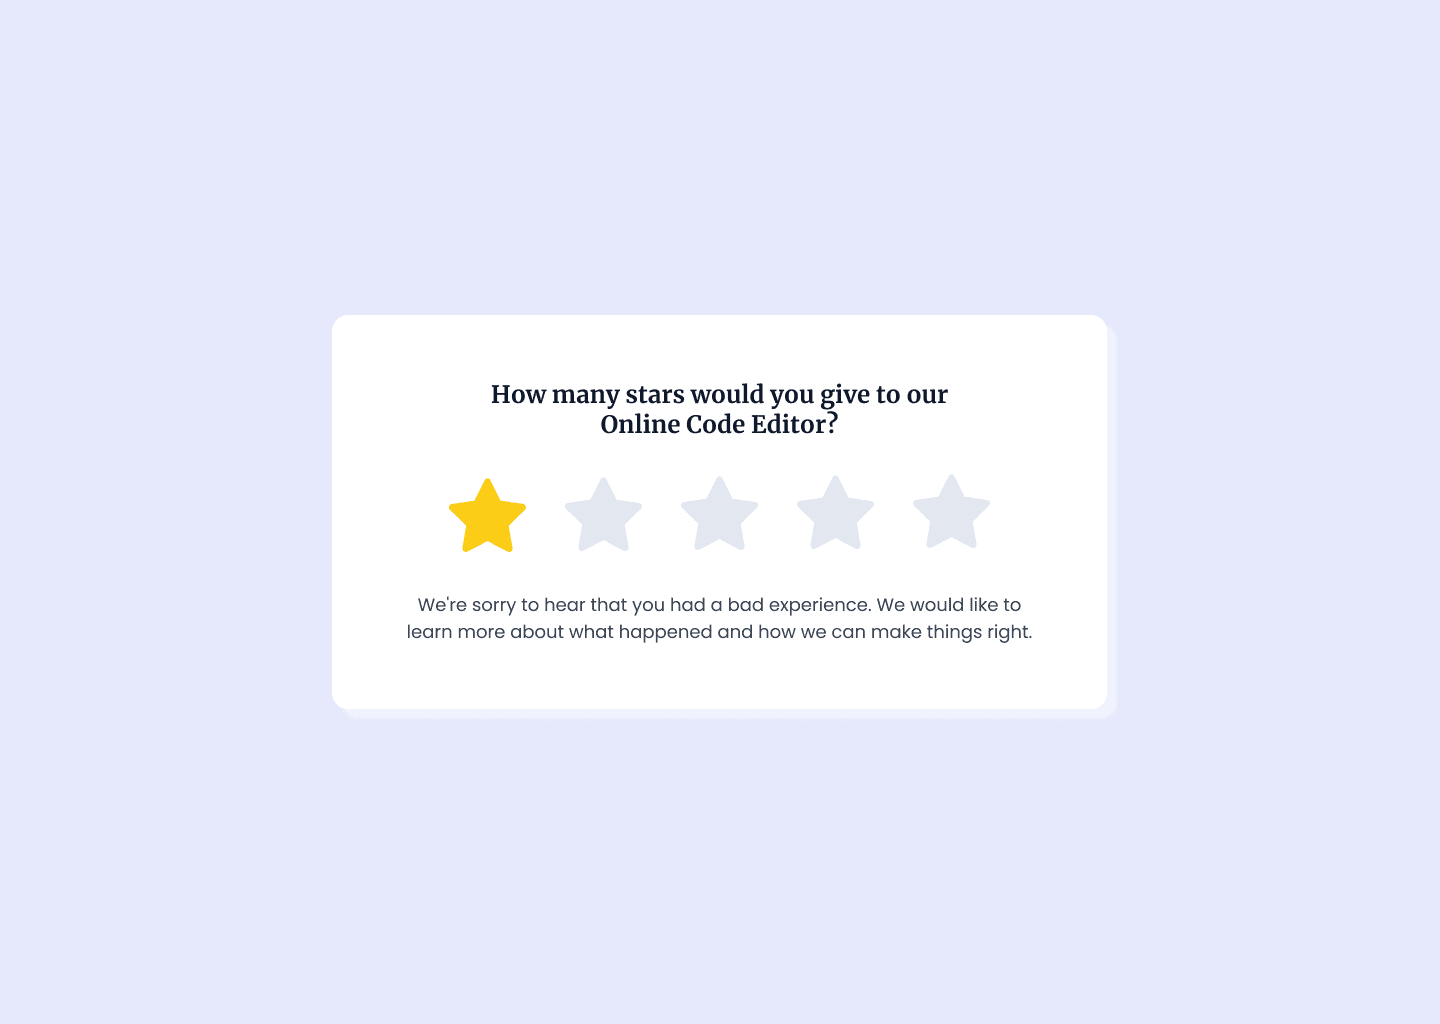 How many stars would you give to our
Online Code Editor?
We're sorry to hear that you had a bad experience. We would like to
learn more about what happened and how we can make things right.